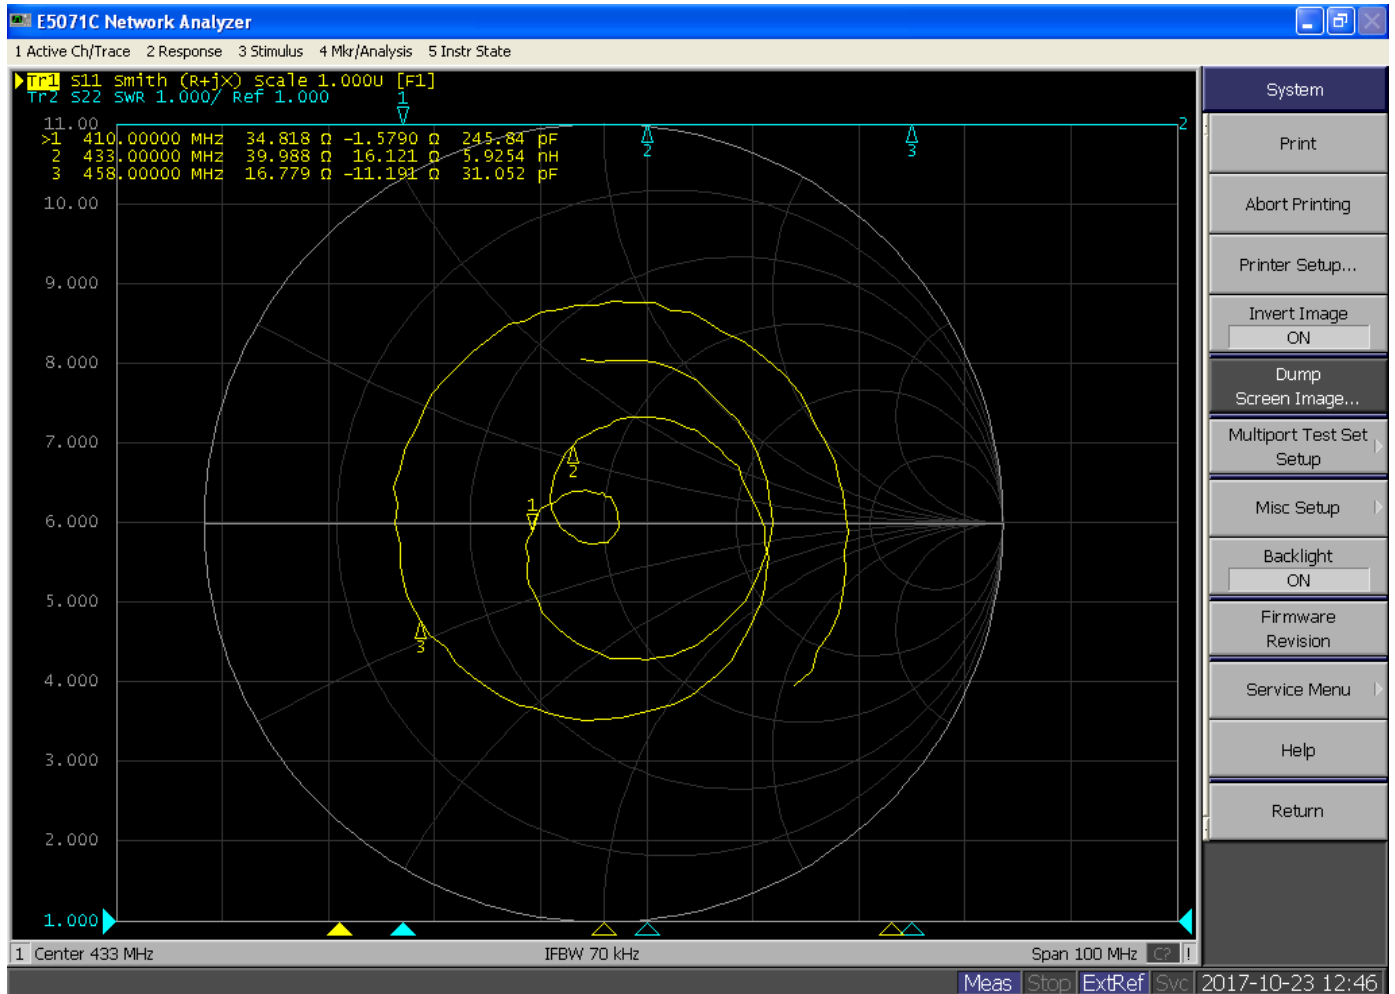 E5071C Network Analyzer
1 Active Ch/Trace 2 Response 3 Stimulus 4 Mkr/Analysis 5 Instr State
Tr1 S11 Smith (R+jX) Scale 1.000U [F1]
Tr2 S22 SWR 1.000/ Ref 1.000
1
11.00
2
>1 410.00000 MHz 34.818 Ω -1.5790 Ω 245.84 pF
2 433.00000 MHz 39.988 Ω 16.121 Ω 5.9254 nH
3 458.00000 MHz 16.779 Ω -11.191 Ω 31.052 pF
2
3
10.00
9.000
8.000
7.000
2
1
6.000
5.000
3
4.000
3.000
2.000
1.000
1 Center 433 MHz
IFBW 70 kHz
Span 100 MHz C? !
System
Print
Abort Printing
Printer Setup...
Invert Image
ON
Dump
Screen Image...
Multiport Test Set
Setup
Misc Setup
Backlight
ON
Firmware
Revision
Service Menu
Help
Return
Meas Stop ExtRef Svc 2017-10-23 12:46